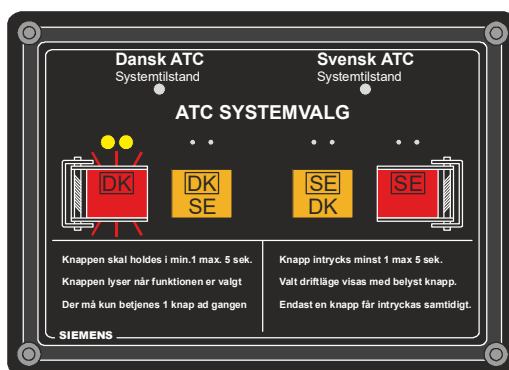 Dansk ATC
Systemtilstand
Svensk ATC
Systemtilstand
ATC SYSTEMVALG
DK
DK
SE
SE
DK
SE
Knappen skal holdes i min.1 max. 5 sek.
Knappen lyser når funktionen er valgt
Der må kun betjenes 1 knap ad gangen
Knapp intrycks minst 1 max 5 sek.
Valt driftläge visas med belyst knapp.
Endast en knapp får intryckas samtidigt.
SIEMENS